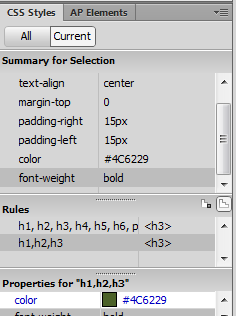 CSS Styles AP Elements
All Current
Summary for Selection
text-align center
margin-top 0
padding-right 15px
padding-left 15px
color #4C6229
font-weight bold
Rules
h1, h2, h3, h4, h5, h6, p <h3>
h1,h2,h3 <h3>
Properties for "h1,h2,h3"
color #4C6229
font-weight bold